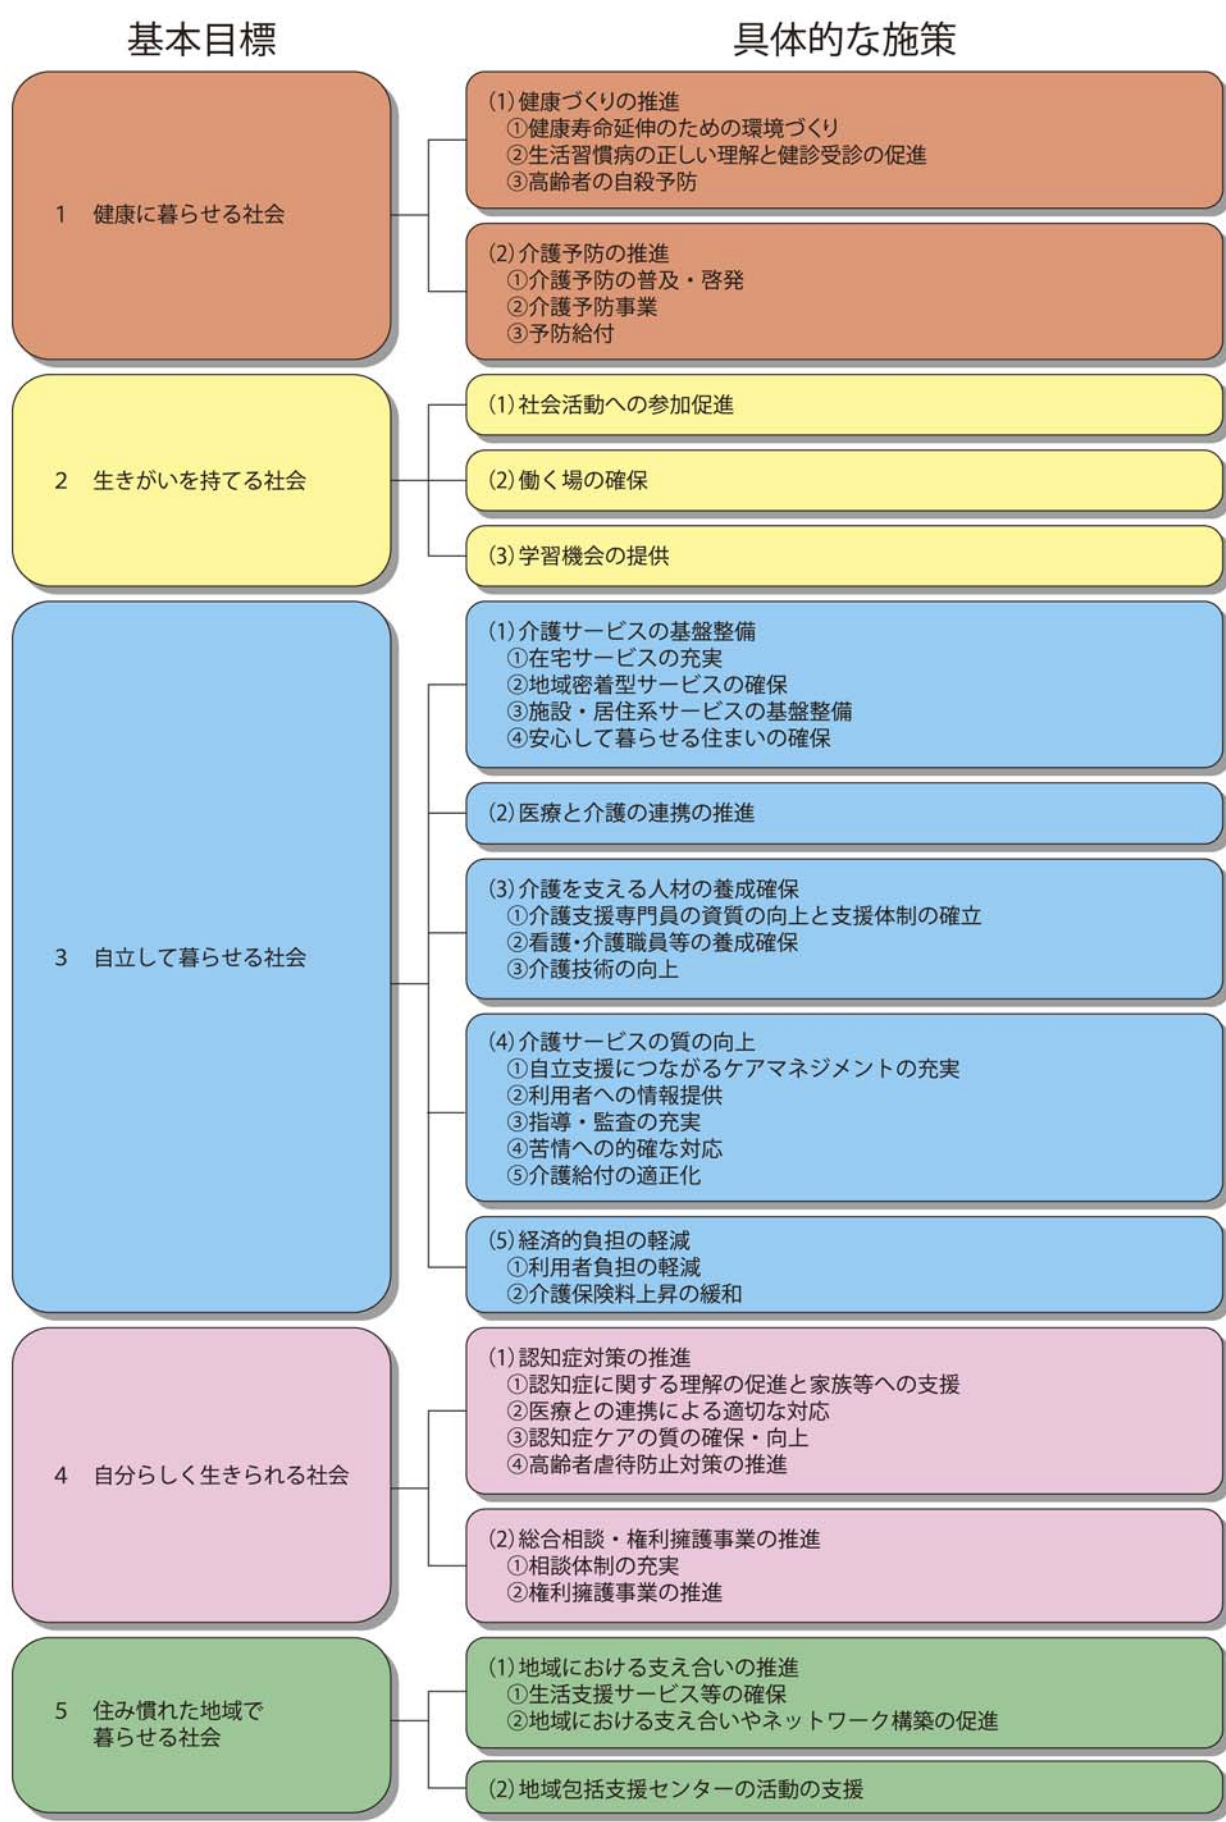 基本目標
具体的な施策
1 健康に暮らせる社会
(1)健康づくりの推進
①健康寿命延伸のための環境づくり
②生活習慣病の正しい理解と健診受診の促進
③高齢者の自殺予防
(2)介護予防の推進
①介護予防の普及・啓発
②介護予防事業
③予防給付
2 生きがいを持てる社会
(1)社会活動への参加促進
(2)働く場の確保
(3)学習機会の提供
3 自立して暮らせる社会
(1)介護サービスの基盤整備
①在宅サービスの充実
②地域密着型サービスの確保
③施設・居住系サービスの基盤整備
④安心して暮らせる住まいの確保
(2)医療と介護の連携の推進
(3)介護を支える人材の養成確保
①介護支援専門員の資質の向上と支援体制の確立
②看護・介護職員等の養成確保
③介護技術の向上
(4)介護サービスの質の向上
①自立支援につながるケアマネジメントの充実
②利用者への情報提供
③指導・監査の充実
④苦情への的確な対応
⑤介護給付の適正化
(5)経済的負担の軽減
①利用者負担の軽減
②介護保険料上昇の緩和
4 自分らしく生きられる社会
(1)認知症対策の推進
①認知症に関する理解の促進と家族等への支援
②医療との連携による適切な対応
③認知症ケアの質の確保・向上
④高齢者虐待防止対策の推進
(2)総合相談・権利擁護事業の推進
①相談体制の充実
②権利擁護事業の推進
5 住み慣れた地域で
暮らせる社会
(1)地域における支え合いの推進
①生活支援サービス等の確保
②地域における支え合いやネットワーク構築の促進
(2)地域包括支援センターの活動の支援